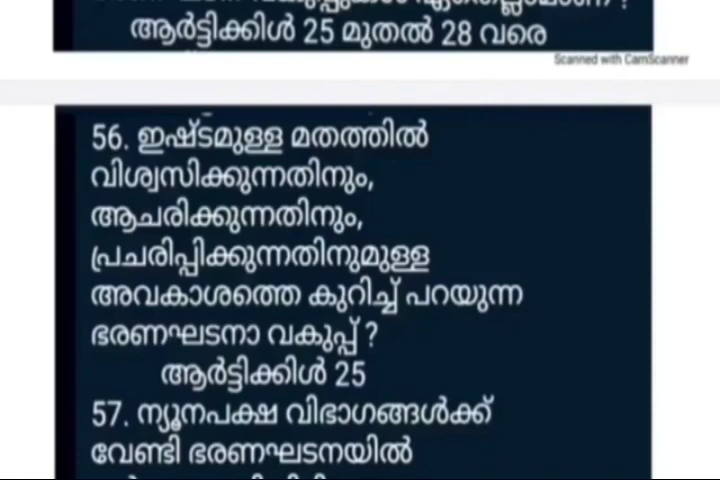 ആർട്ടിക്കിൾ 25 മുതൽ 28 വരെ
Scanned with CamScanner
56. ഇഷ്ടമുള്ള മതത്തിൽ
വിശ്വസിക്കുന്നതിനും,
ആചരിക്കുന്നതിനും,
പ്രചരിപ്പിക്കുന്നതിനുമുള്ള
അവകാശത്തെ കുറിച്ച് പറയുന്ന
ഭരണഘടനാ വകുപ്പ് ?
ആർട്ടിക്കിൾ 25
57. ന്യൂനപക്ഷ വിഭാഗങ്ങൾക്ക്
വേണ്ടി ഭരണഘടനയിൽ